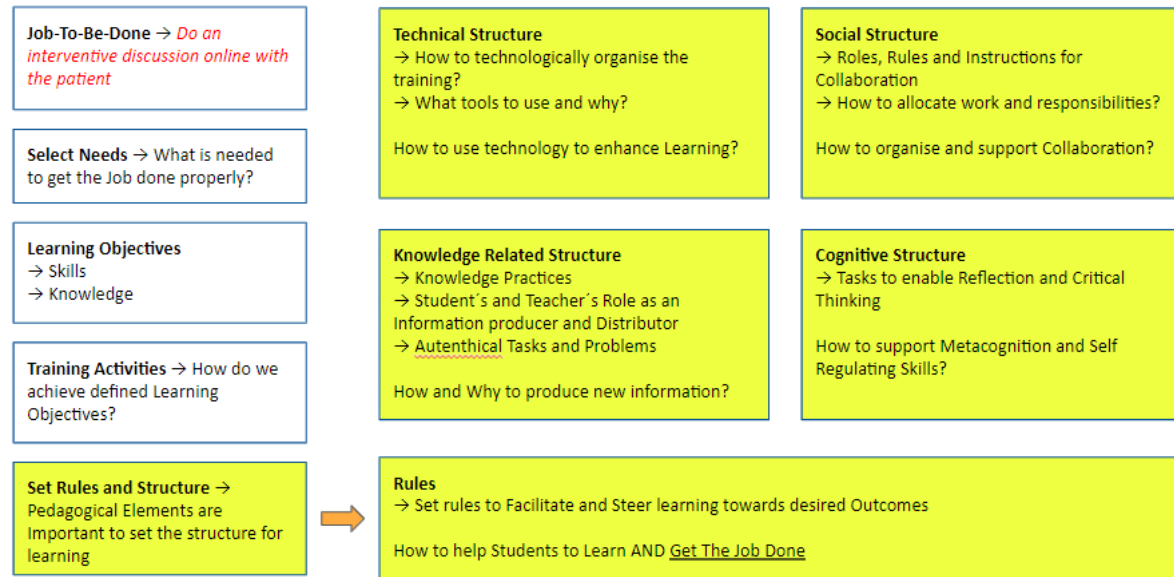 Job-To-Be-Done → Do an
interventive discussion online with
the patient
Select Needs → What is needed
to get the Job done properly?
Learning Objectives
→ Skills
→ Knowledge
Training Activities → How do we
achieve defined Learning
Objectives?
Set Rules and Structure →
Pedagogical Elements are
Important to set the structure for
learning
Technical Structure
→ How to technologically organise the
training?
→ What tools to use and why?
How to use technology to enhance Learning?
Social Structure
→ Roles, Rules and Instructions for
Collaboration
→ How to allocate work and responsibilities?
How to organise and support Collaboration?
Knowledge Related Structure
→ Knowledge Practices
→ Student´s and Teacher´s Role as an
Information producer and Distributor
→ Autenthical Tasks and Problems
How and Why to produce new information?
Cognitive Structure
→ Tasks to enable Reflection and Critical
Thinking
How to support Metacognition and Self
Regulating Skills?
Rules
→ Set rules to Facilitate and Steer learning towards desired Outcomes
How to help Students to Learn AND Get The Job Done